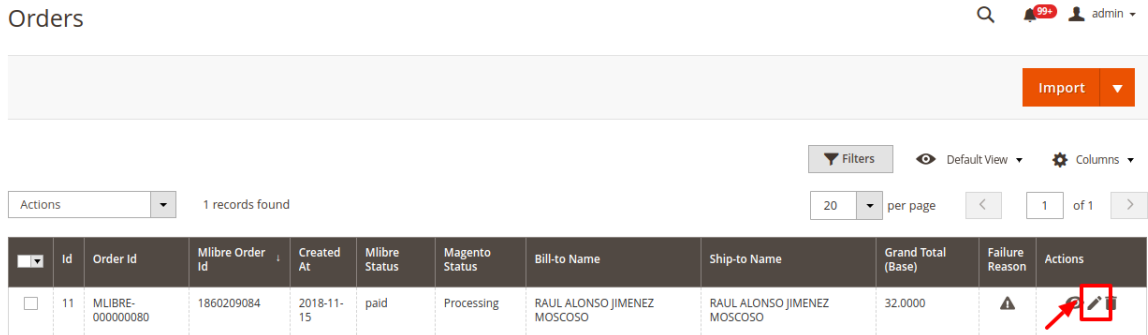 Orders
99+ admin
Import
Filters Default View Columns
Actions 1 records found 20 per page 1 of 1
Id Order Id Mlibre Order Id ↓ Created At Mlibre Status Magento Status Bill-to Name Ship-to Name Grand Total (Base) Failure Reason Actions
11 MLIBRE-000000080 1860209084 2018-11-15 paid Processing RAUL ALONSO JIMENEZ MOSCOSO RAUL ALONSO JIMENEZ MOSCOSO 32.0000